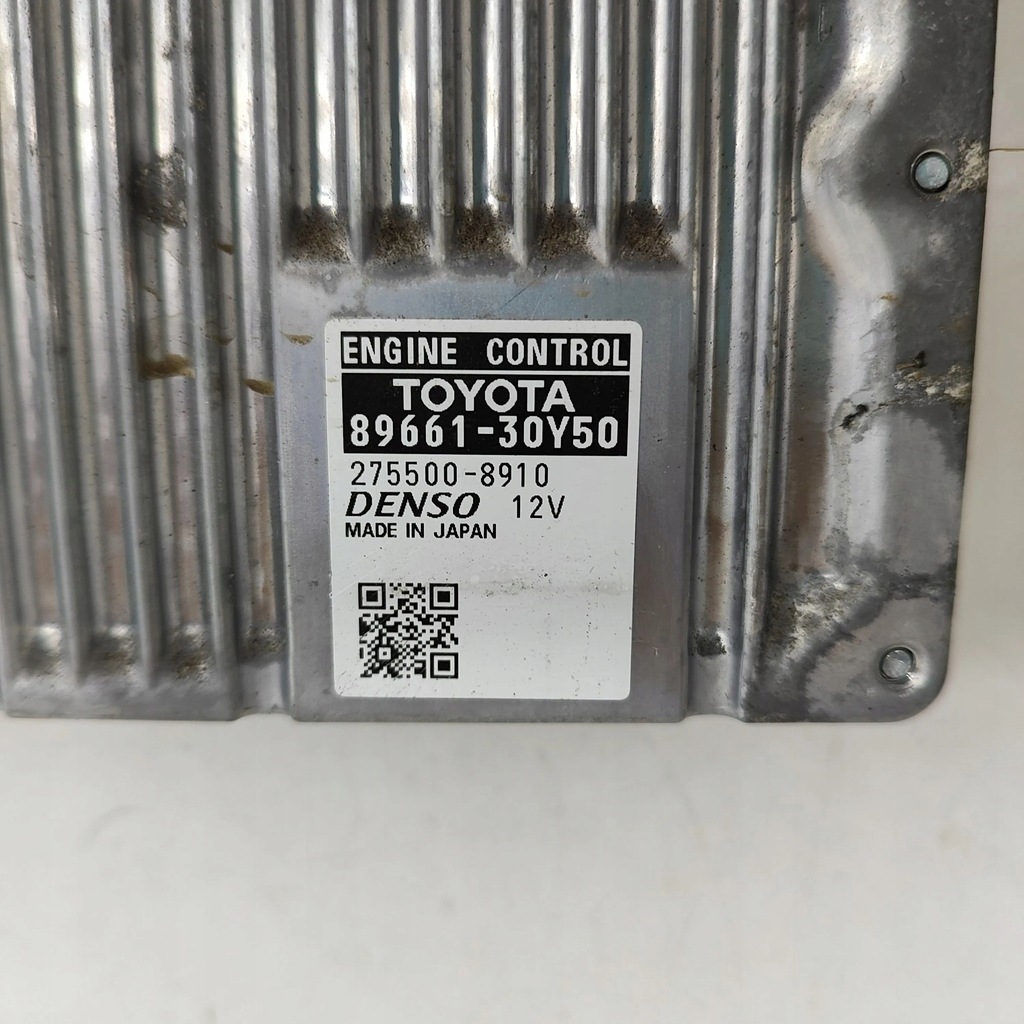 ENGINE CONTROL
TOYOTA
89661-30Y50
275500-8910
DENSO 12V
MADE IN JAPAN